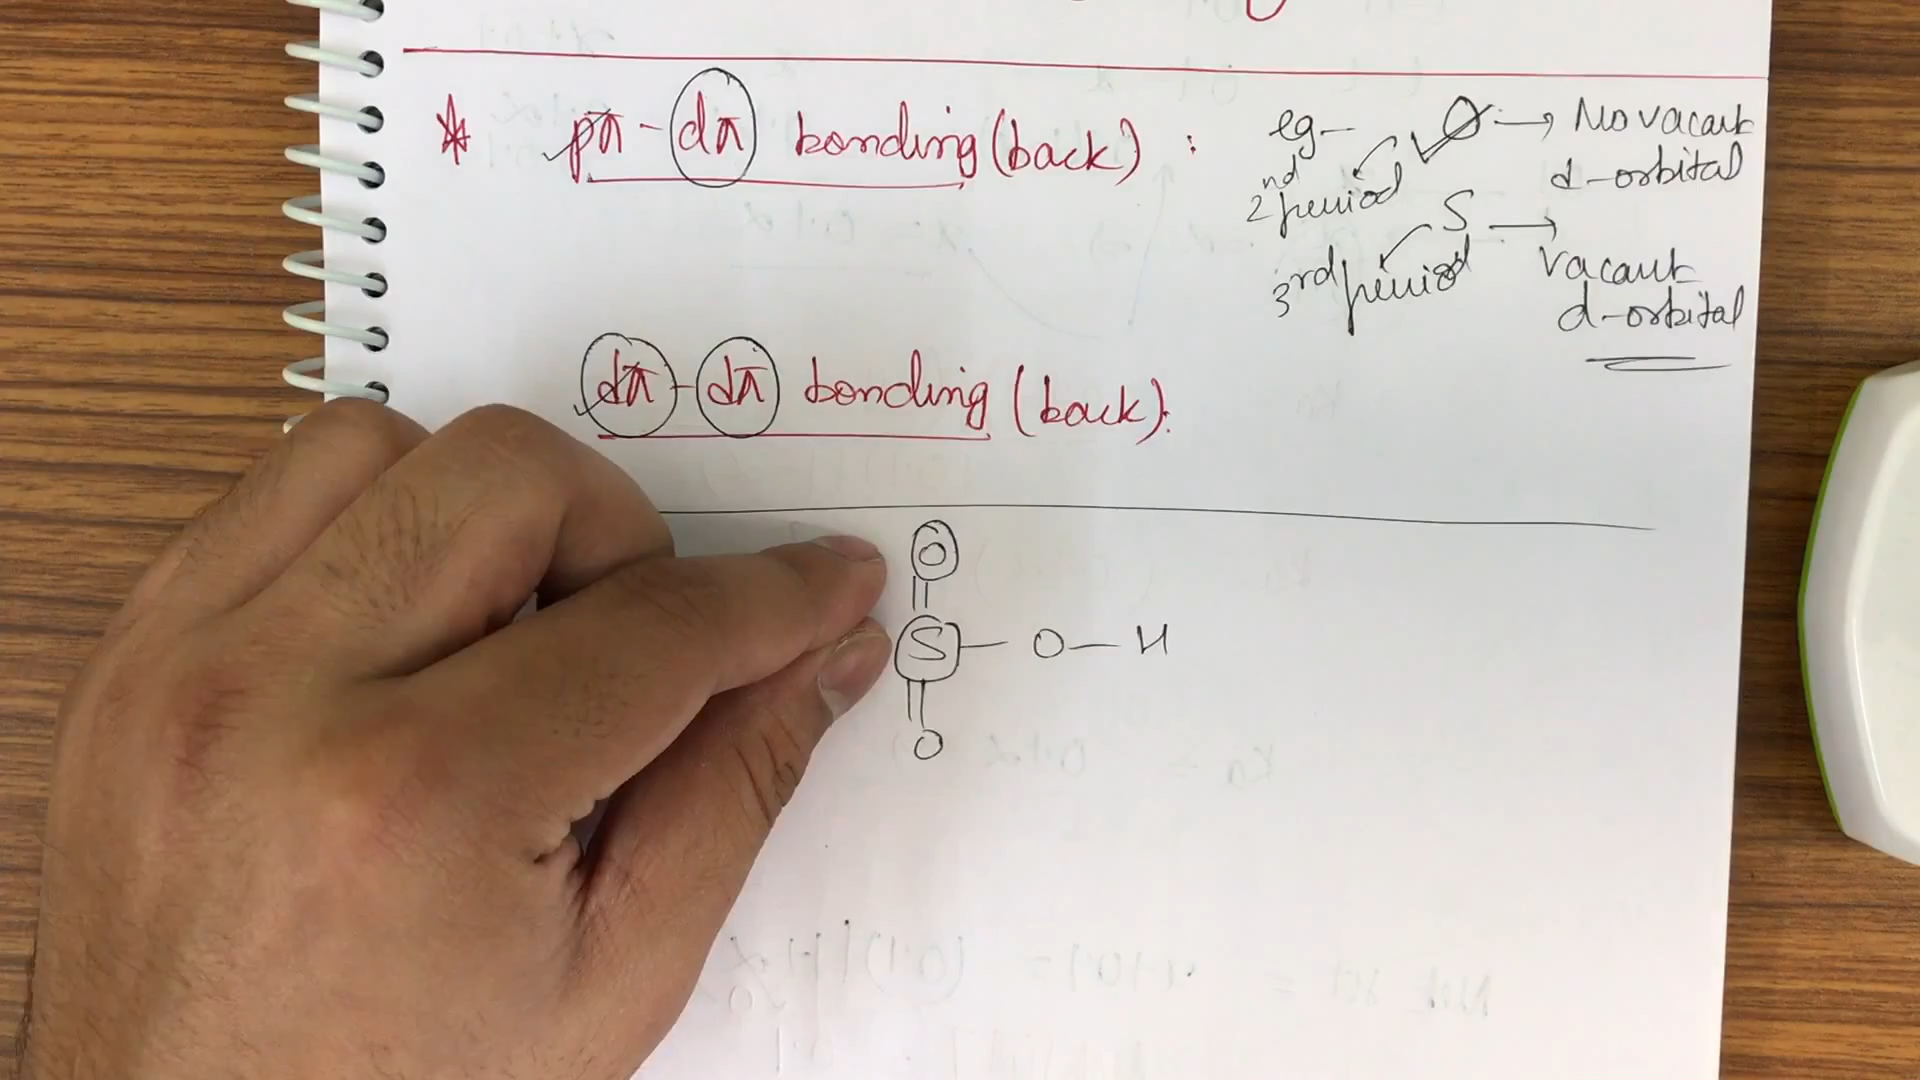 * pπ - dπ bonding (back) :
eg- O → No vacant
d-orbital
2nd period
S → vacant
d-orbital
3rd period
dπ - dπ bonding (back):
O
S - O - H
O